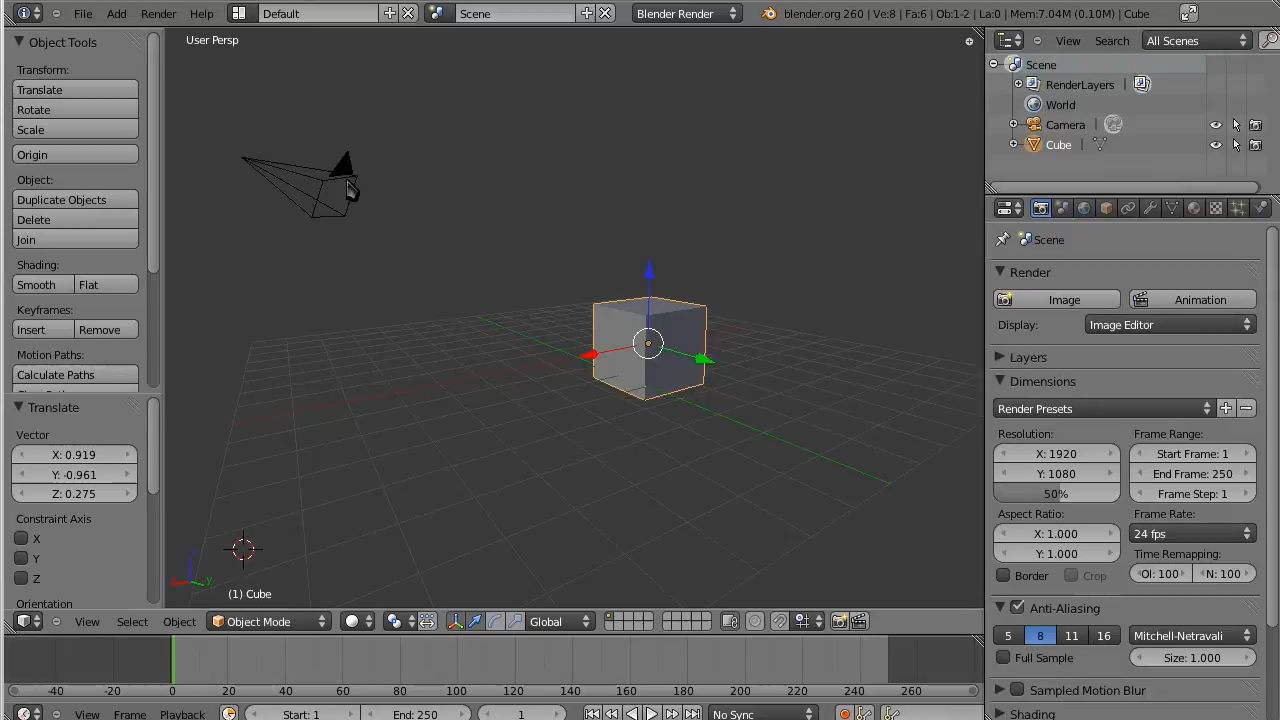 File Add Render Help Default Scene Blender Render blender.org 260 | Ve:8 | Fa:6 | Ob:1-2 | La:0 | Mem:7.04M (0.10M) | Cube
Object Tools
Transform:
Translate
Rotate
Scale
Origin
Object:
Duplicate Objects
Delete
Join
Shading:
Smooth Flat
Keyframes:
Insert Remove
Motion Paths:
Calculate Paths
Translate
Vector
X: 0.919
Y: -0.961
Z: 0.275
Constraint Axis
X
Y
Z
Orientation
User Persp
y
(1) Cube
View Select Object Object Mode Global
-40 -20 0 20 40 60 80 100 120 140 160 180 200 220 240 260
View Frame Playback Start: 1 End: 250 1 No Sync
View Search All Scenes
Scene
RenderLayers |
World
Camera |
Cube |
Scene
Render
Image Animation
Display: Image Editor
Layers
Dimensions
Render Presets
Resolution: Frame Range:
X: 1920 Start Frame: 1
Y: 1080 End Frame: 250
50% Frame Step: 1
Aspect Ratio: Frame Rate:
X: 1.000 24 fps
Y: 1.000 Time Remapping:
Border Crop Ol: 100 N: 100
Anti-Aliasing
5 8 11 16 Mitchell-Netravali
Full Sample Size: 1.000
Sampled Motion Blur
Shading